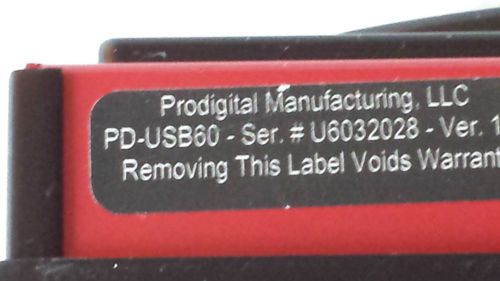 Prodigital Manufacturing, LLC
PD-USB60 - Ser. # U6032028 - Ver. 1
Removing This Label Voids Warrant